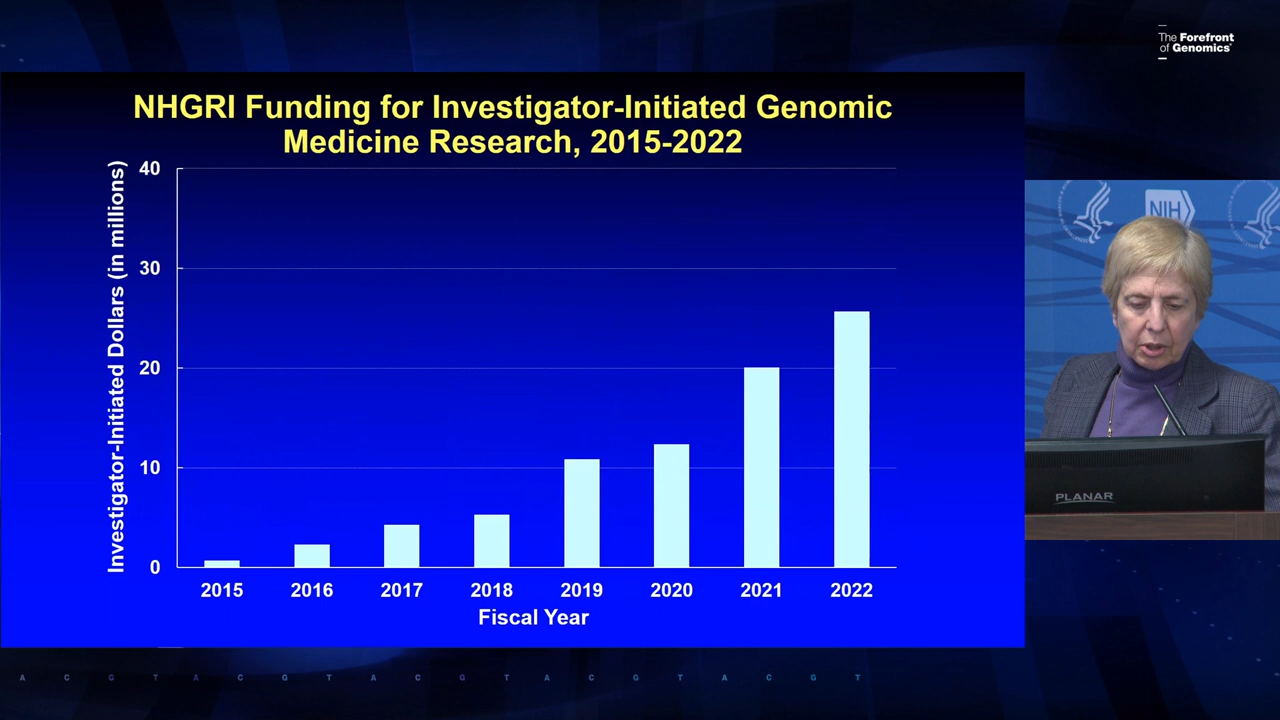 The Forefront
of Genomics®
NHGRI Funding for Investigator-Initiated Genomic
Medicine Research, 2015-2022
Investigator-Initiated Dollars (in millions)
40
30
20
10
0
2015 2016 2017 2018 2019 2020 2021 2022
Fiscal Year
NIH
PLANAR
A C G T A C G T A C G T A C G T A C G T